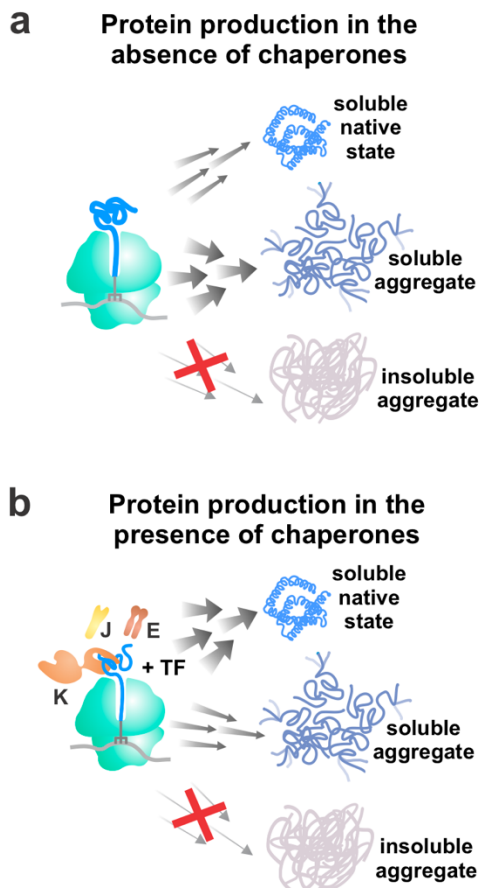 a
Protein production in the
absence of chaperones
soluble
native
state
soluble
aggregate
insoluble
aggregate
b
Protein production in the
presence of chaperones
soluble
native
state
J
E
+ TF
K
soluble
aggregate
insoluble
aggregate